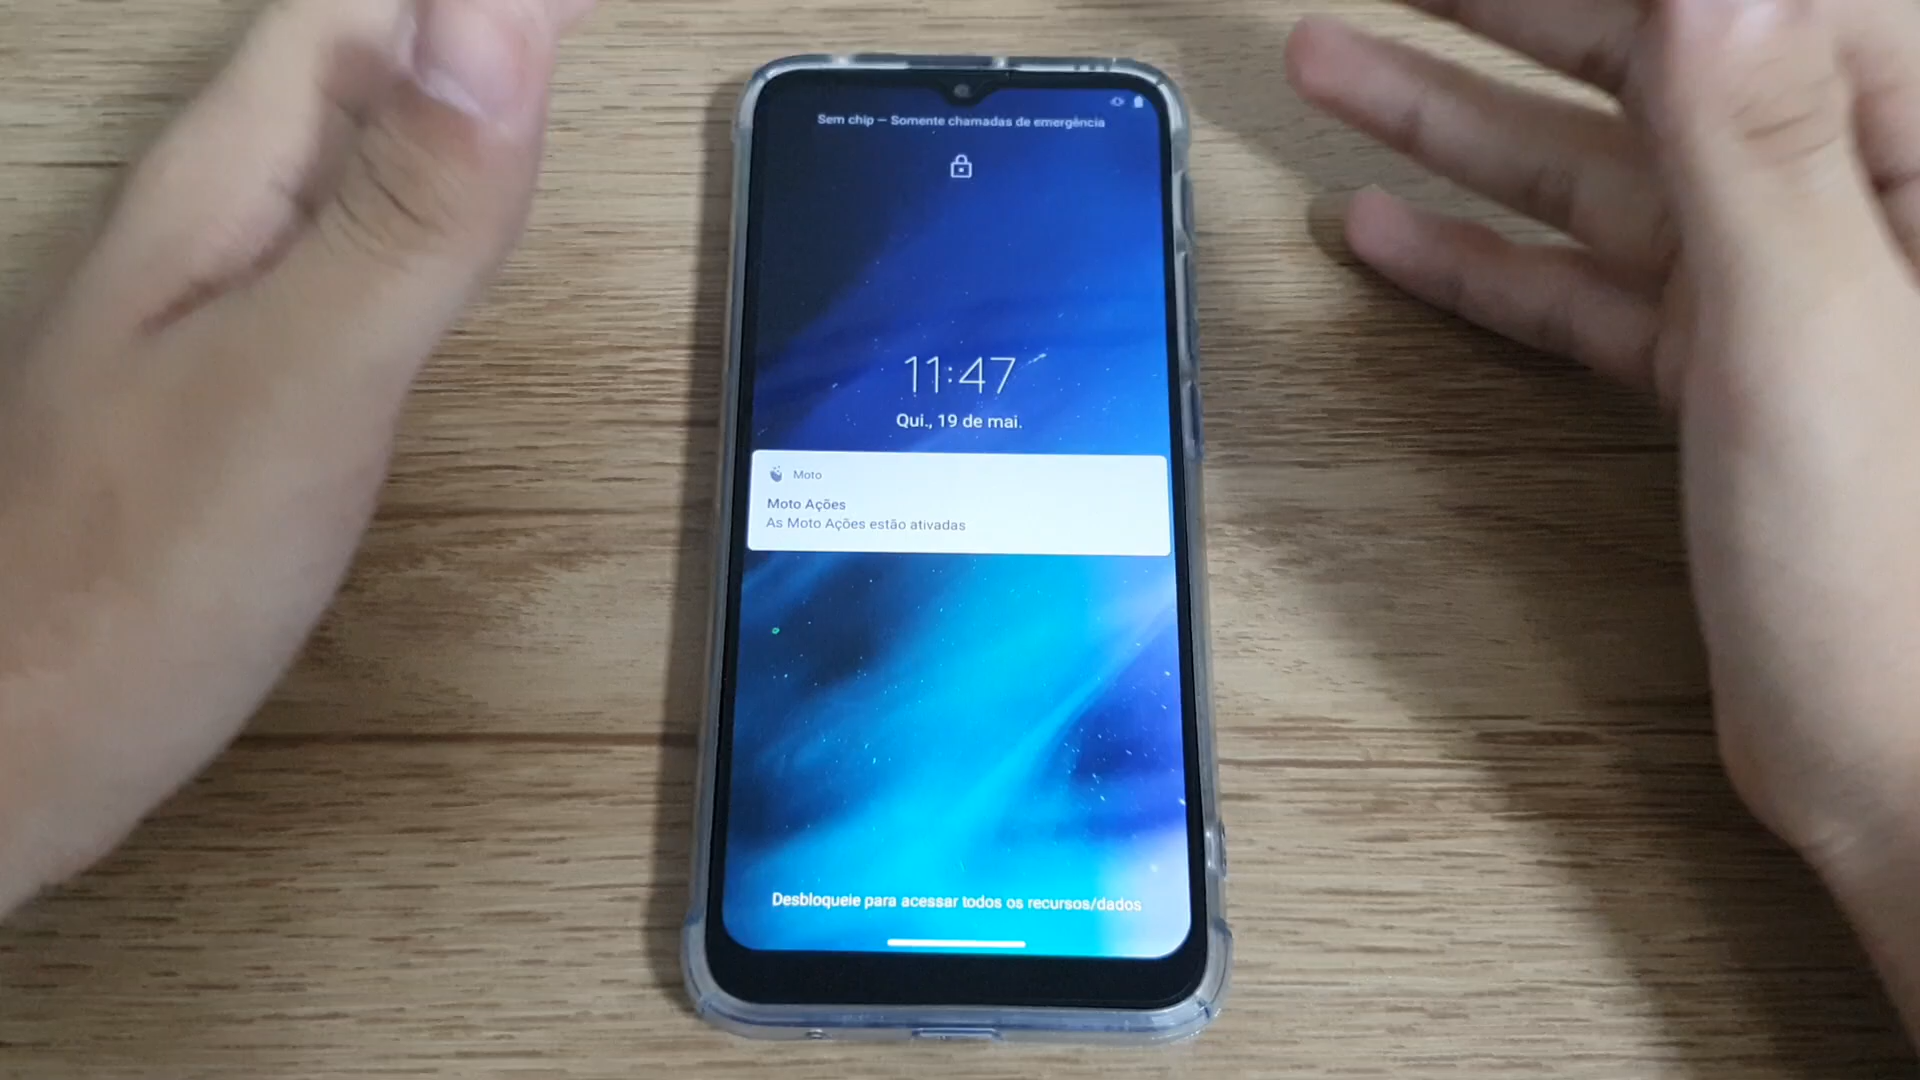 Sem chip — Somente chamadas de emergência
11:47
Qui., 19 de mai.
Moto
Moto Ações
As Moto Ações estão ativadas
Desbloqueie para acessar todos os recursos/dados